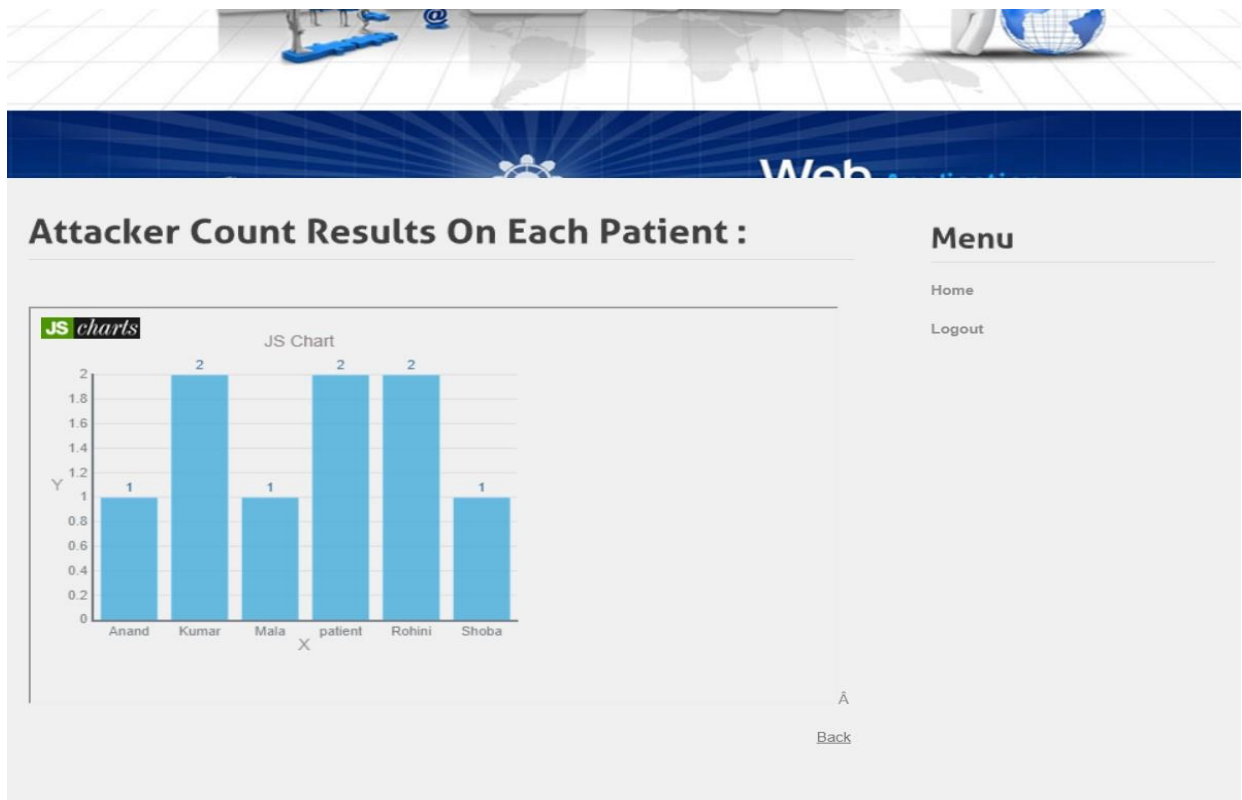 @
Web
Attacker Count Results On Each Patient :
Menu
Home
Logout
JS charts
JS Chart
2 2 2
2
1.8
1.6
1.4
1.2
Y
1 1 1
1
0.8
0.6
0.4
0.2
0
Anand Kumar Mala patient Rohini Shoba
X
Â
Back